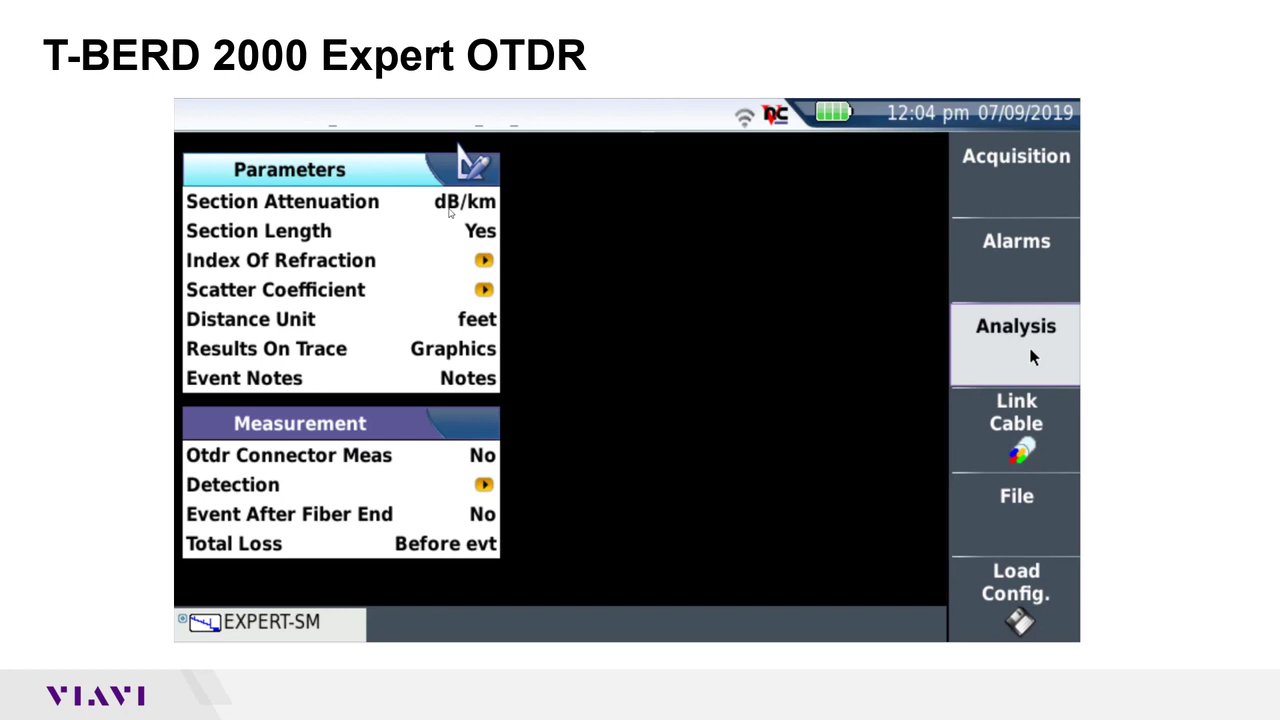 T-BERD 2000 Expert OTDR
12:04 pm 07/09/2019
Parameters
Section Attenuation dB/km
Section Length Yes
Index Of Refraction
Scatter Coefficient
Distance Unit feet
Results On Trace Graphics
Event Notes Notes
Measurement
Otdr Connector Meas No
Detection
Event After Fiber End No
Total Loss Before evt
Acquisition
Alarms
Analysis
Link
Cable
File
Load
Config.
EXPERT-SM
VIAVI